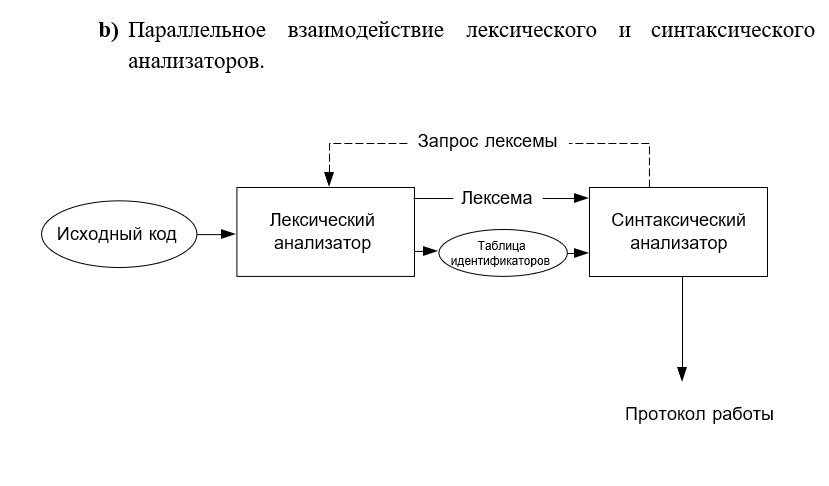 b) Параллельное взаимодействие лексического и синтаксического
анализаторов.
Запрос лексемы
Исходный код
Лексический
анализатор
Лексема
Таблица
идентификаторов
Синтаксический
анализатор
Протокол работы